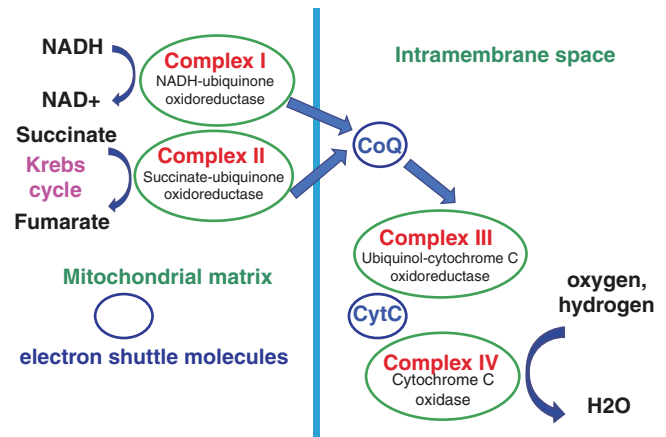 NADH
NAD+
Complex I
NADH-ubiquinone
oxidoreductase
Succinate
Krebs
cycle
Fumarate
Complex II
Succinate-ubiquinone
oxidoreductase
Mitochondrial matrix
electron shuttle molecules
Intramembrane space
CoQ
Complex III
Ubiquinol-cytochrome C
oxidoreductase
CytC
Complex IV
Cytochrome C
oxidase
oxygen,
hydrogen
H2O